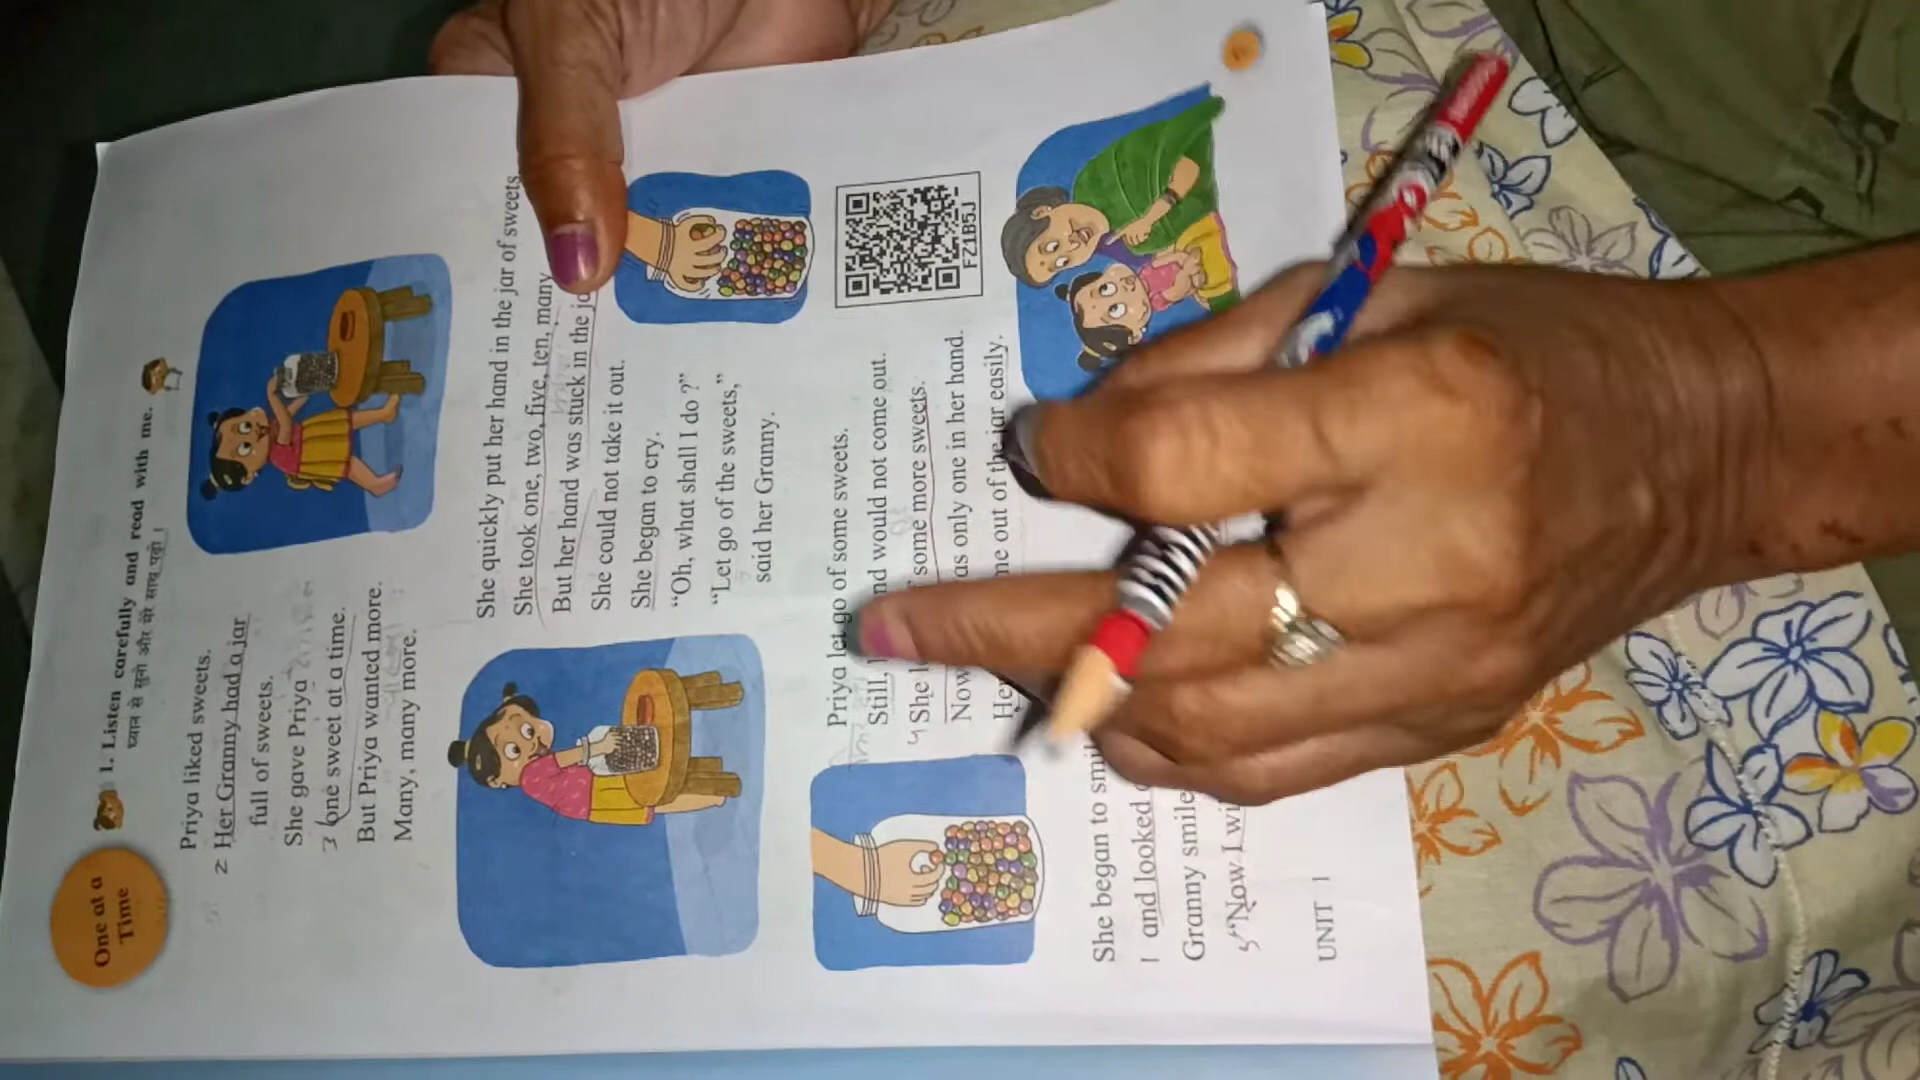 One at a
Time
1. Listen carefully and read with me.
ध्यान से सुनो और मेरे साथ पढ़ो ।
Priya liked sweets.
2 Her Granny had a jar
full of sweets.
She gave Priya
3 one sweet at a time.
But Priya wanted more.
Many, many more.
She quickly put her hand in the jar of sweets
She took one, two, five, ten, many
But her hand was stuck in the
She could not take it out.
She began to cry.
“Oh, what shall I do ?”
“Let go of the sweets,”
said her Granny.
Priya let go of some sweets.
Still, would not come out.
4 She some more sweets.
Now as only one in her hand.
out of the jar easily.
FZ1B5J
She began to
1 and looked
Granny
5 “Now I
UNIT 1